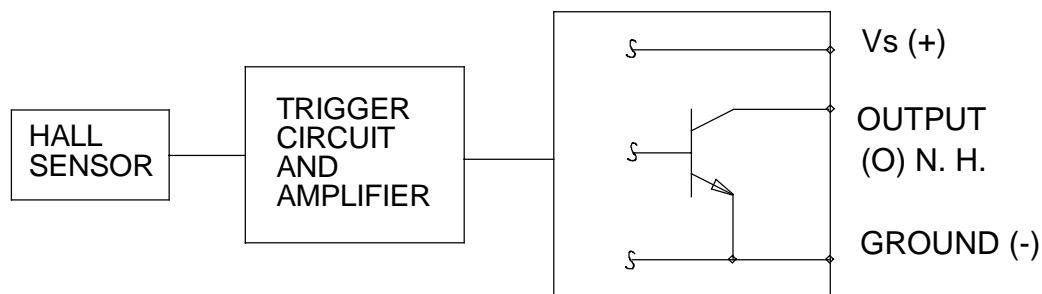 HALL
SENSOR
TRIGGER
CIRCUIT
AND
AMPLIFIER
Vs (+)
OUTPUT
(O) N. H.
GROUND (-)